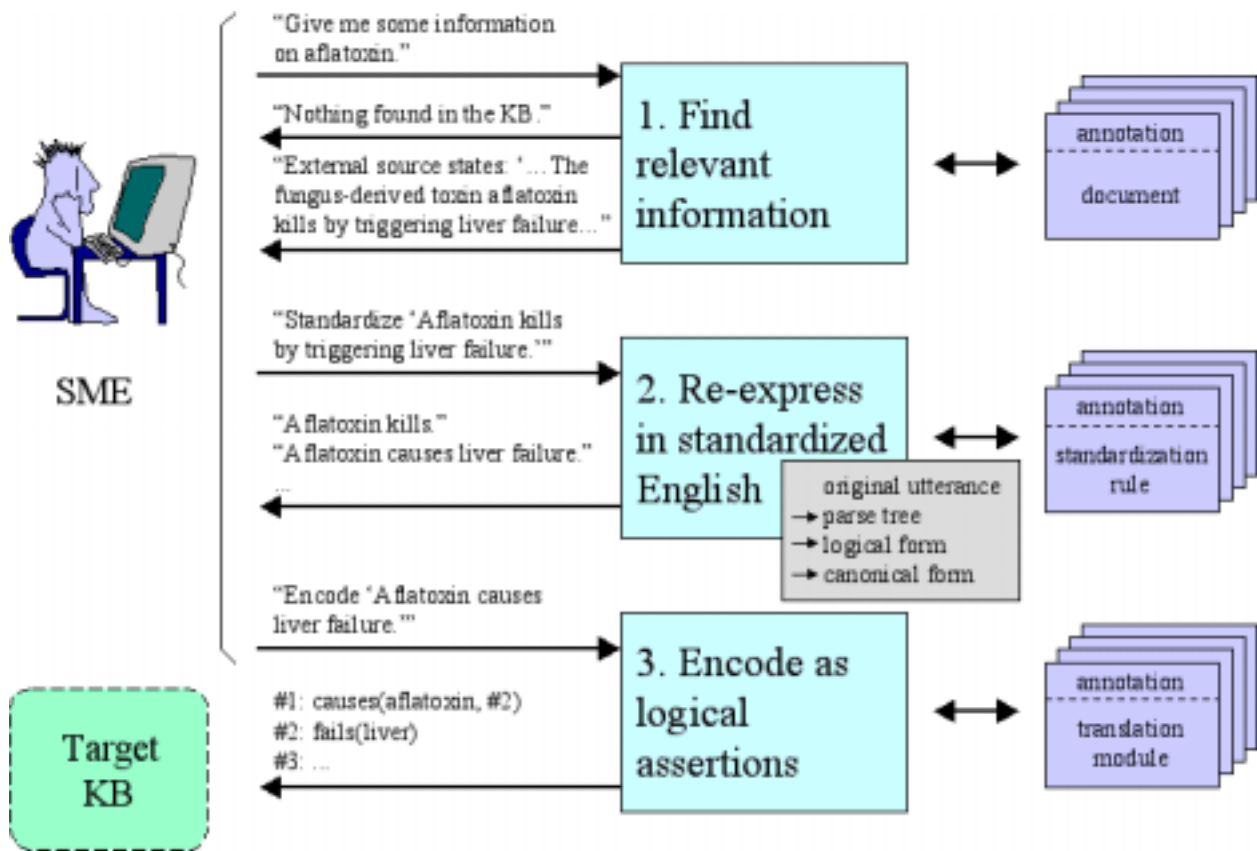 “Give me some information
on aflatoxin.”
“Nothing found in the KB.”
“External source states: ‘... The
fungus-derived toxin aflatoxin
kills by triggering liver failure...”
1. Find
relevant
information
annotation
document
SME
“Standardize ‘Aflatoxin kills
by triggering liver failure.’”
“Aflatoxin kills.”
“Aflatoxin causes liver failure.”
...
2. Re-express
in standardized
English
original utterance
→ parse tree
→ logical form
→ canonical form
annotation
standardization
rule
“Encode ‘Aflatoxin causes
liver failure.’”
#1: causes(aflatoxin, #2)
#2: fails(liver)
#3: ...
3. Encode as
logical
assertions
annotation
translation
module
Target
KB